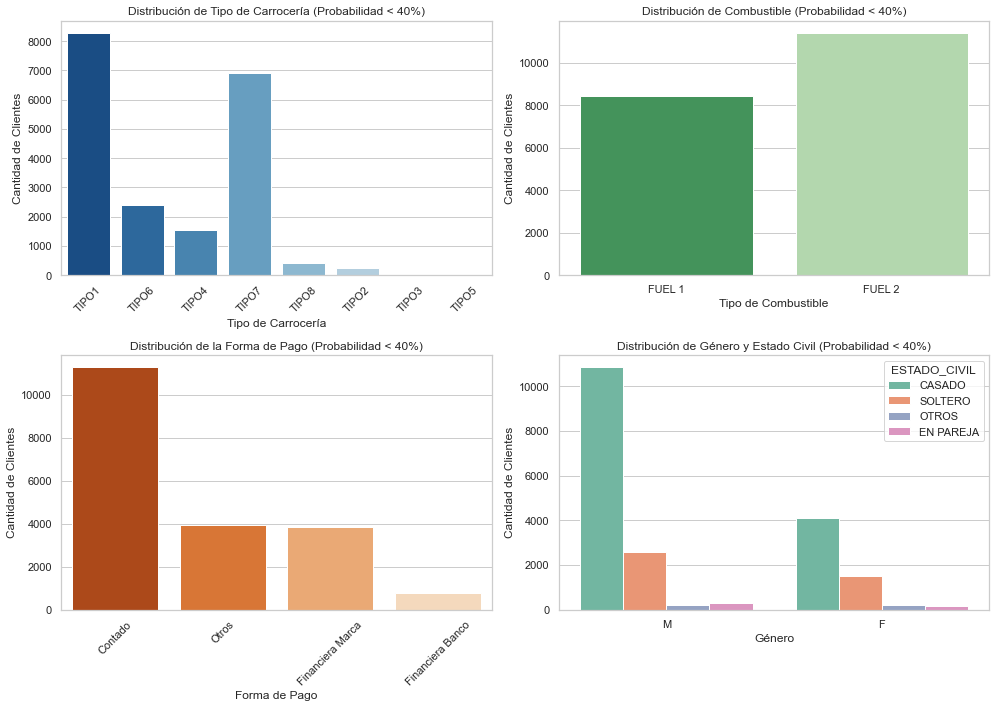 Distribución de Tipo de Carrocería (Probabilidad < 40%)
Cantidad de Clientes
8000
7000
6000
5000
4000
3000
2000
1000
0
TIPO1
TIPO6
TIPO4
TIPO7
TIPO8
TIPO2
TIPO3
TIPO5
Tipo de Carrocería
Distribución de Combustible (Probabilidad < 40%)
Cantidad de Clientes
10000
8000
6000
4000
2000
0
FUEL 1
FUEL 2
Tipo de Combustible
Distribución de la Forma de Pago (Probabilidad < 40%)
Cantidad de Clientes
10000
8000
6000
4000
2000
0
Contado
Otros
Financiera Marca
Financiera Banco
Forma de Pago
Distribución de Género y Estado Civil (Probabilidad < 40%)
Cantidad de Clientes
10000
8000
6000
4000
2000
0
ESTADO_CIVIL
CASADO
SOLTERO
OTROS
EN PAREJA
M
F
Género